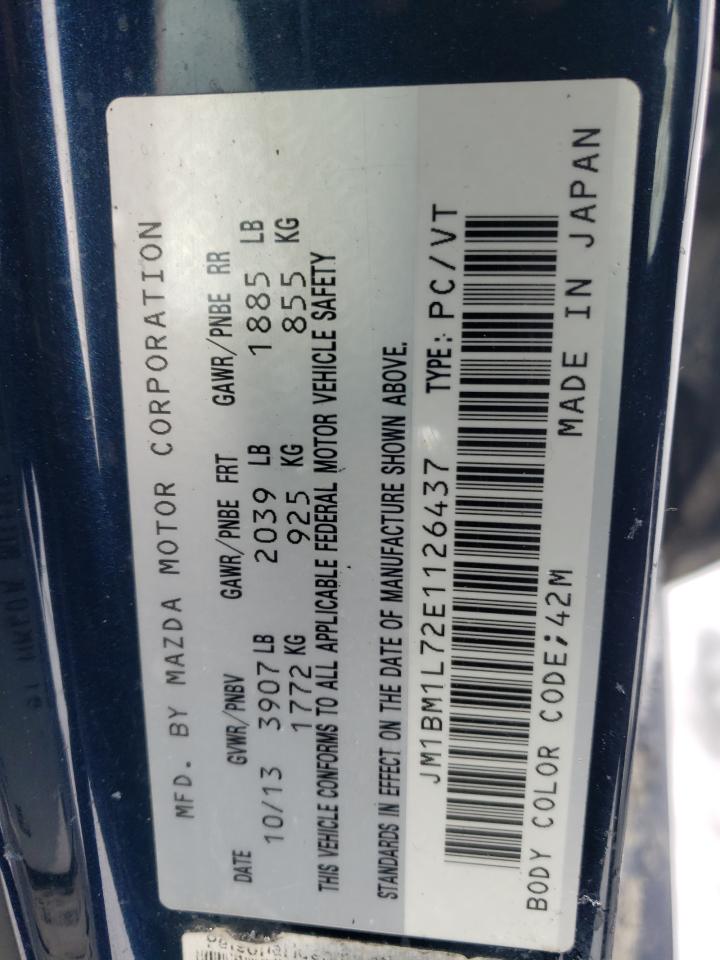 MFD. BY MAZDA MOTOR CORPORATION
DATE GVWR/PNBV GAWR/PNBE FRT GAWR/PNBE RR
10/13 3907 LB 2039 LB 1885 LB
1772 KG 925 KG 855 KG
THIS VEHICLE CONFORMS TO ALL APPLICABLE FEDERAL MOTOR VEHICLE SAFETY
STANDARDS IN EFFECT ON THE DATE OF MANUFACTURE SHOWN ABOVE.
JM1BM1L72E1126437 TYPE: PC/VT
BODY COLOR CODE;42M MADE IN JAPAN